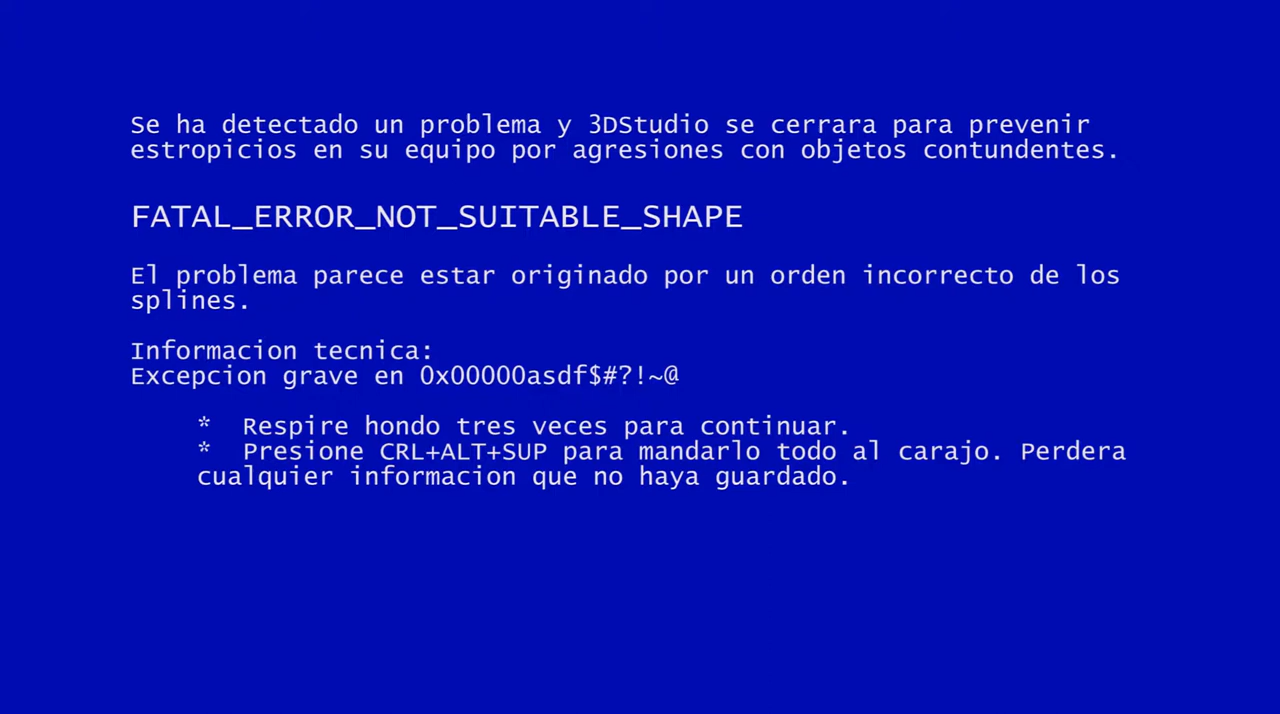 Se ha detectado un problema y 3DStudio se cerrara para prevenir
estropicios en su equipo por agresiones con objetos contundentes.
FATAL_ERROR_NOT_SUITABLE_SHAPE
El problema parece estar originado por un orden incorrecto de los
splines.
Informacion tecnica:
Excepcion grave en 0x00000asdf$#?!~@
* Respire hondo tres veces para continuar.
* Presione CRL+ALT+SUP para mandarlo todo al carajo. Perdera
cualquier informacion que no haya guardado.